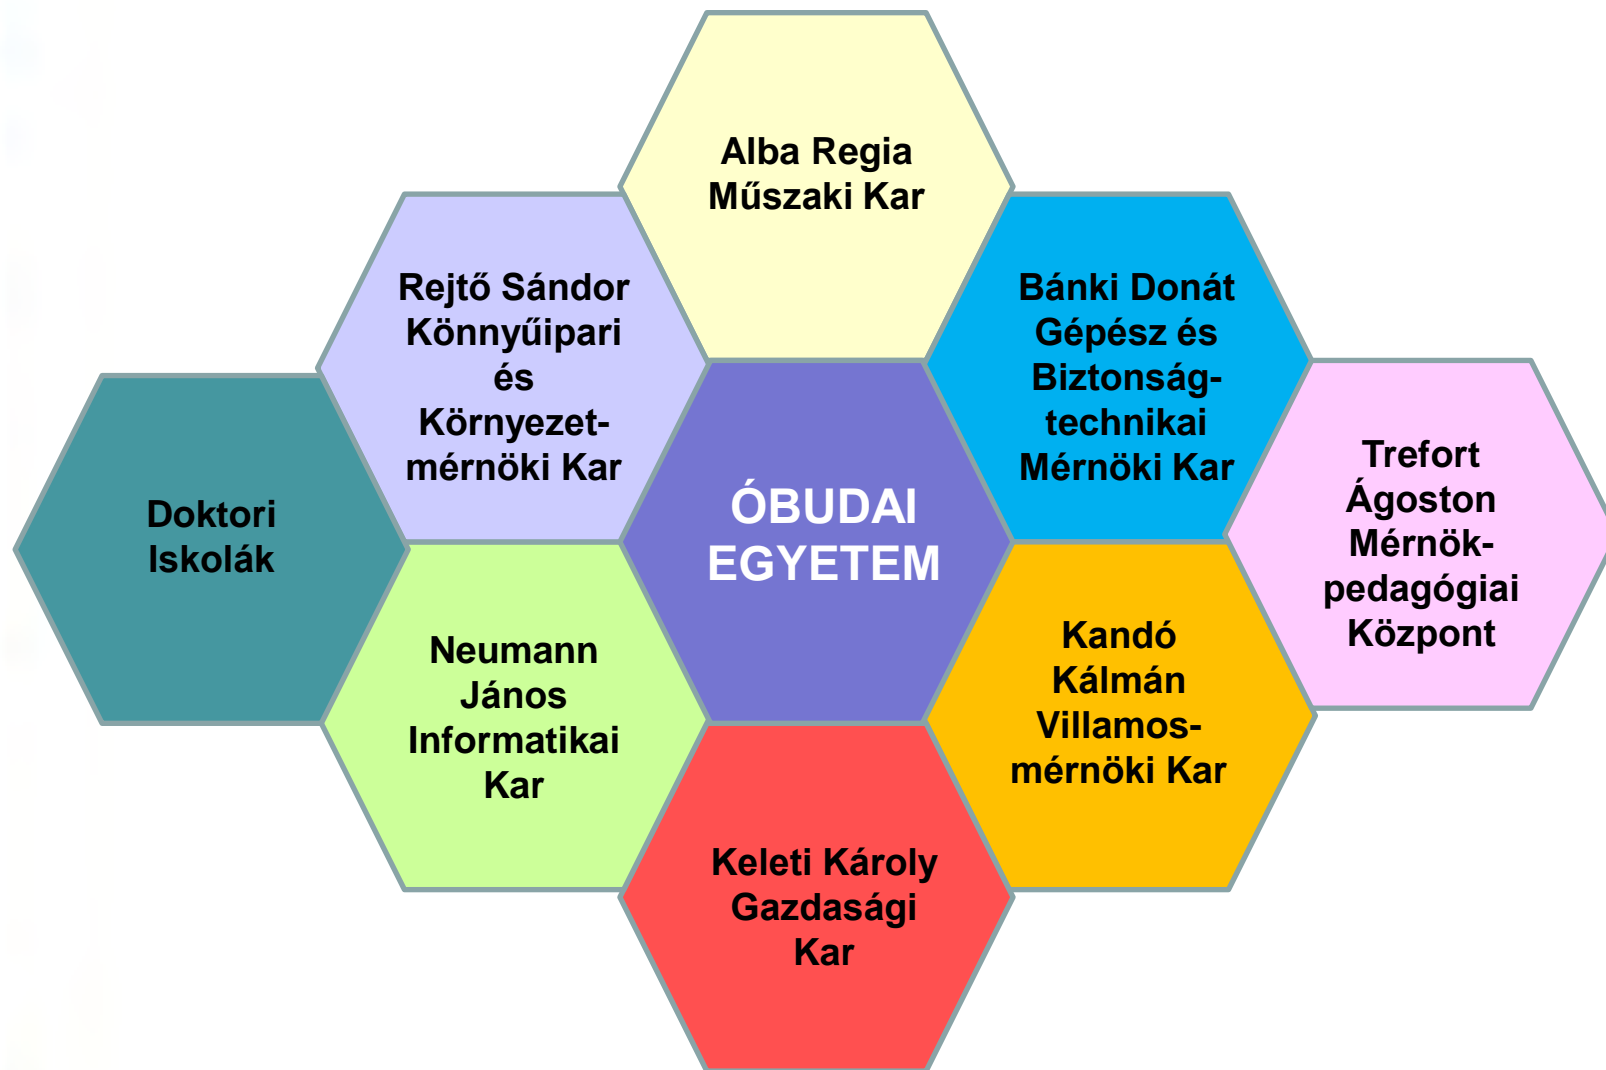 Alba Regia
Műszaki Kar
Rejtő Sándor
Könnyűipari
és
Környezet-
mérnöki Kar
Bánki Donát
Gépész és
Biztonság-
technikai
Mérnöki Kar
Doktori
Iskolák
ÓBUDAI
EGYETEM
Trefort
Ágoston
Mérnök-
pedagógiai
Központ
Neumann
János
Informatikai
Kar
Kandó
Kálmán
Villamos-
mérnöki Kar
Keleti Károly
Gazdasági
Kar